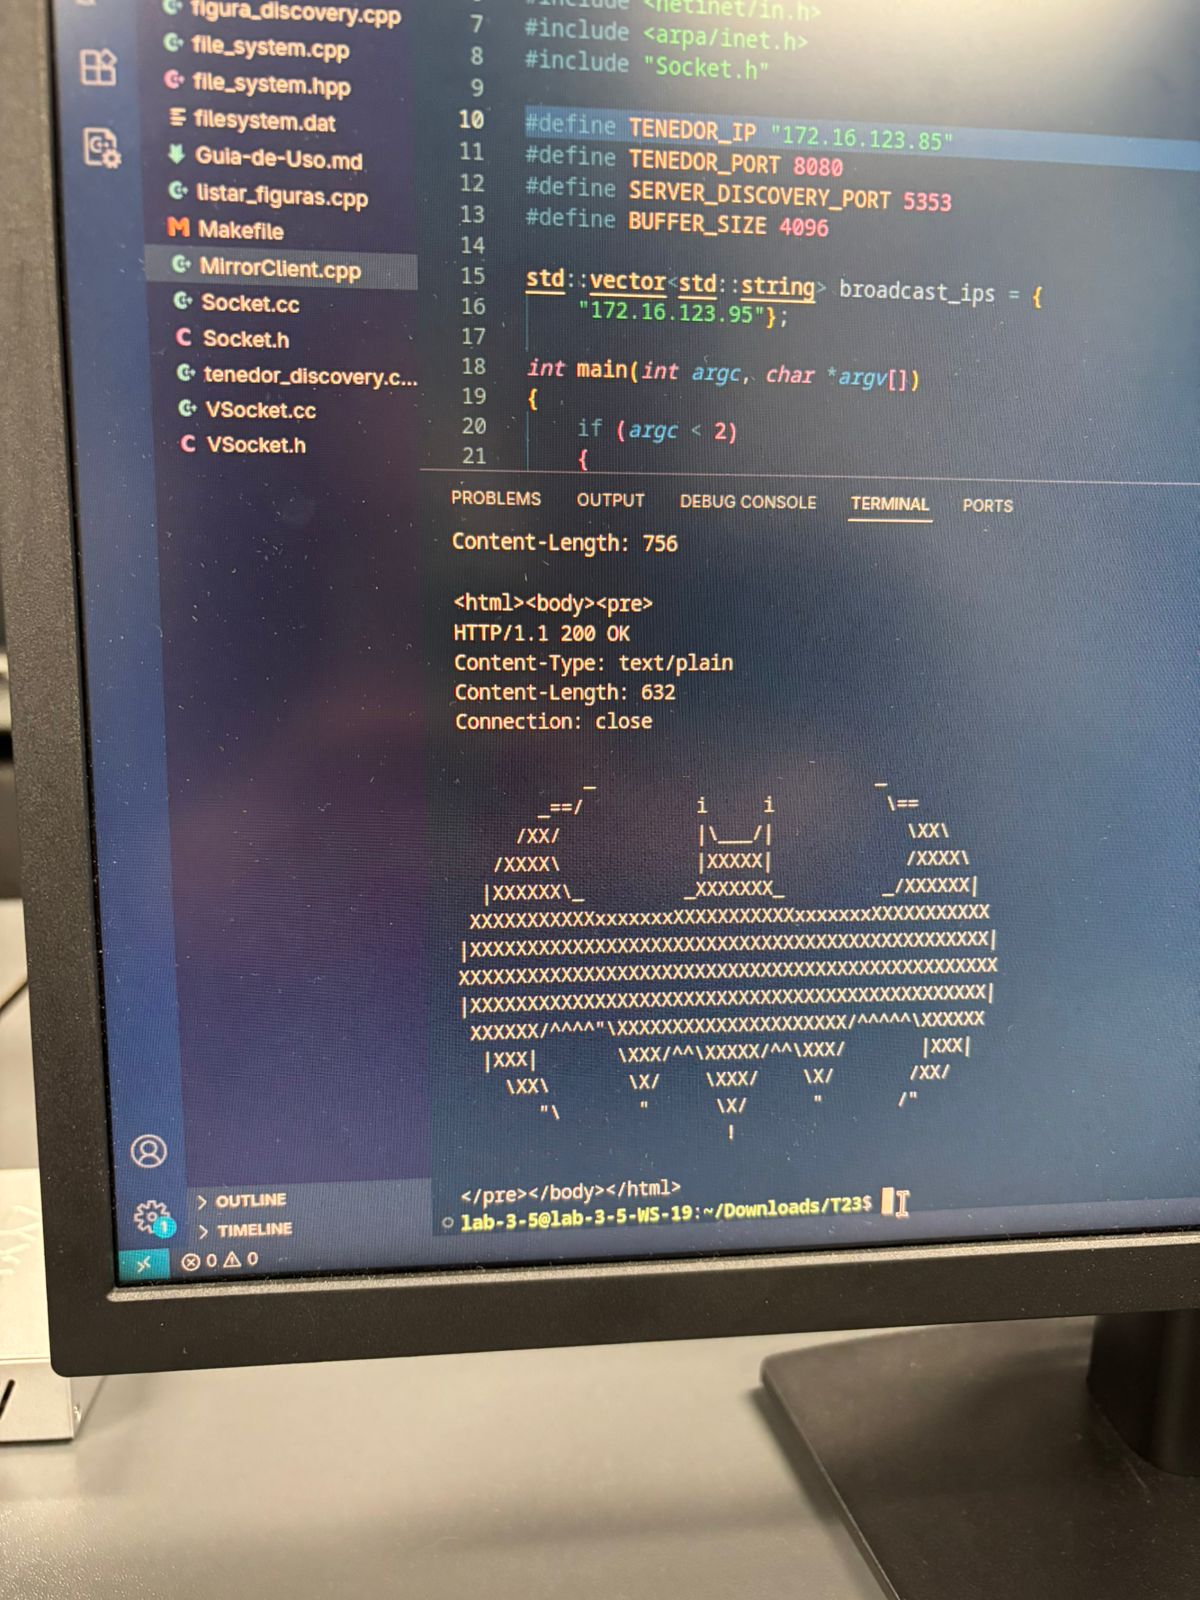 figura_discovery.cpp
file_system.cpp
file_system.hpp
filesystem.dat
Guia-de-Uso.md
listar_figuras.cpp
Makefile
MirrorClient.cpp
Socket.cc
Socket.h
tenedor_discovery.c...
VSocket.cc
VSocket.h
OUTLINE
TIMELINE
0 0
#include <netinet/in.h>
7 #include <arpa/inet.h>
8 #include "Socket.h"
9
10 #define TENEDOR_IP "172.16.123.85"
11 #define TENEDOR_PORT 8080
12 #define SERVER_DISCOVERY_PORT 5353
13 #define BUFFER_SIZE 4096
14
15 std::vector<std::string> broadcast_ips = {
16     "172.16.123.95"};
17
18 int main(int argc, char *argv[])
19 {
20     if (argc < 2)
21     {
PROBLEMS OUTPUT DEBUG CONSOLE TERMINAL PORTS
Content-Length: 756
<html><body><pre>
HTTP/1.1 200 OK
Content-Type: text/plain
Content-Length: 632
Connection: close
           _                         _
       _==/          i     i          \==
     /XX/            |\___/|            \XX\
   /XXXX\            |XXXXX|            /XXXX\
  |XXXXXX\_         _XXXXXXX_         _/XXXXXX|
 XXXXXXXXXXXxxxxxxxXXXXXXXXXXXxxxxxxxXXXXXXXXXXX
|XXXXXXXXXXXXXXXXXXXXXXXXXXXXXXXXXXXXXXXXXXXXXXX|
XXXXXXXXXXXXXXXXXXXXXXXXXXXXXXXXXXXXXXXXXXXXXXXXX
|XXXXXXXXXXXXXXXXXXXXXXXXXXXXXXXXXXXXXXXXXXXXXXX|
 XXXXXX/^^^^"\XXXXXXXXXXXXXXXXXXXXX/^^^^^\XXXXXX
  |XXX|       \XXX/^^\XXXXX/^^\XXX/       |XXX|
    \XX\       \X/    \XXX/    \X/       /XX/
       "\       "      \X/      "      /"
                        !
</pre></body></html>
lab-3-5@lab-3-5-WS-19:~/Downloads/T23$